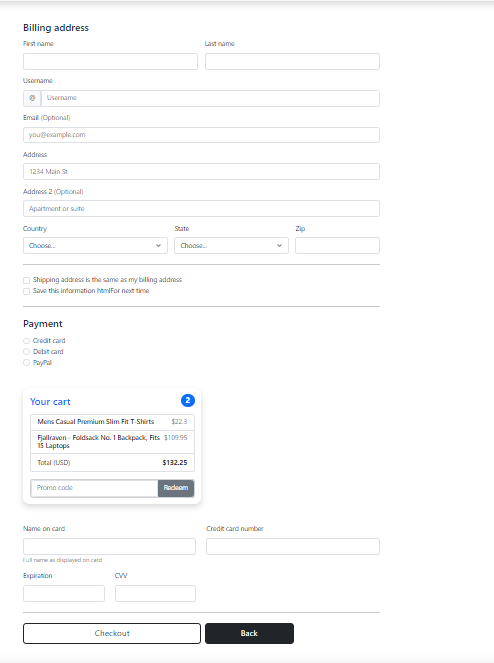 Billing address
First name Last name
Username
@ Username
Email (Optional)
you@example.com
Address
1234 Main St
Address 2 (Optional)
Apartment or suite
Country State Zip
Choose... Choose...
Shipping address is the same as my billing address
Save this information htmlFor next time
Payment
Credit card
Debit card
PayPal
Your cart 2
Mens Casual Premium Slim Fit T-Shirts $22.3
Fjallraven - Foldsack No. 1 Backpack, Fits $109.95
15 Laptops
Total (USD) $132.25
Promo code Redeem
Name on card Credit card number
Full name as displayed on card
Expiration CVV
Checkout Back